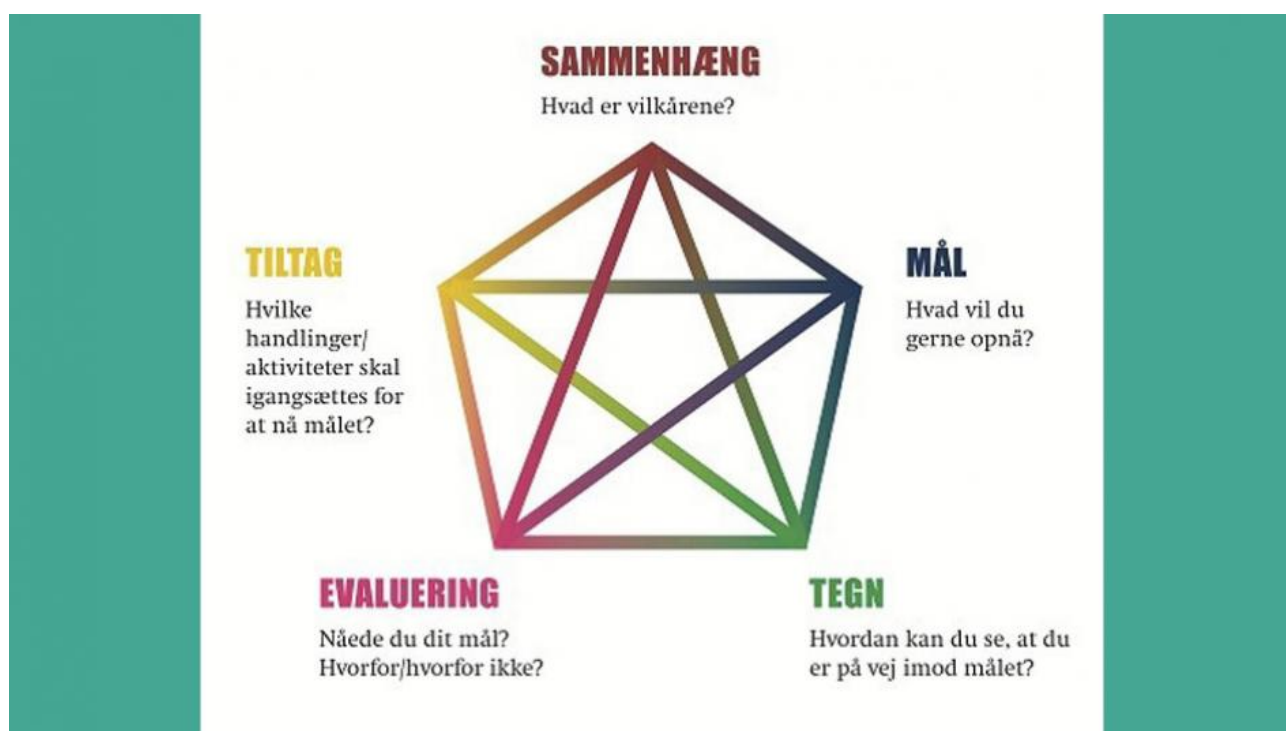 SAMMENHÆNG
Hvad er vilkårene?
TILTAG
Hvilke
handlinger/
aktiviteter skal
igangsættes for
at nå målet?
MÅL
Hvad vil du
gerne opnå?
EVALUERING
Nåede du dit mål?
Hvorfor/hvorfor ikke?
TEGN
Hvordan kan du se, at du
er på vej imod målet?